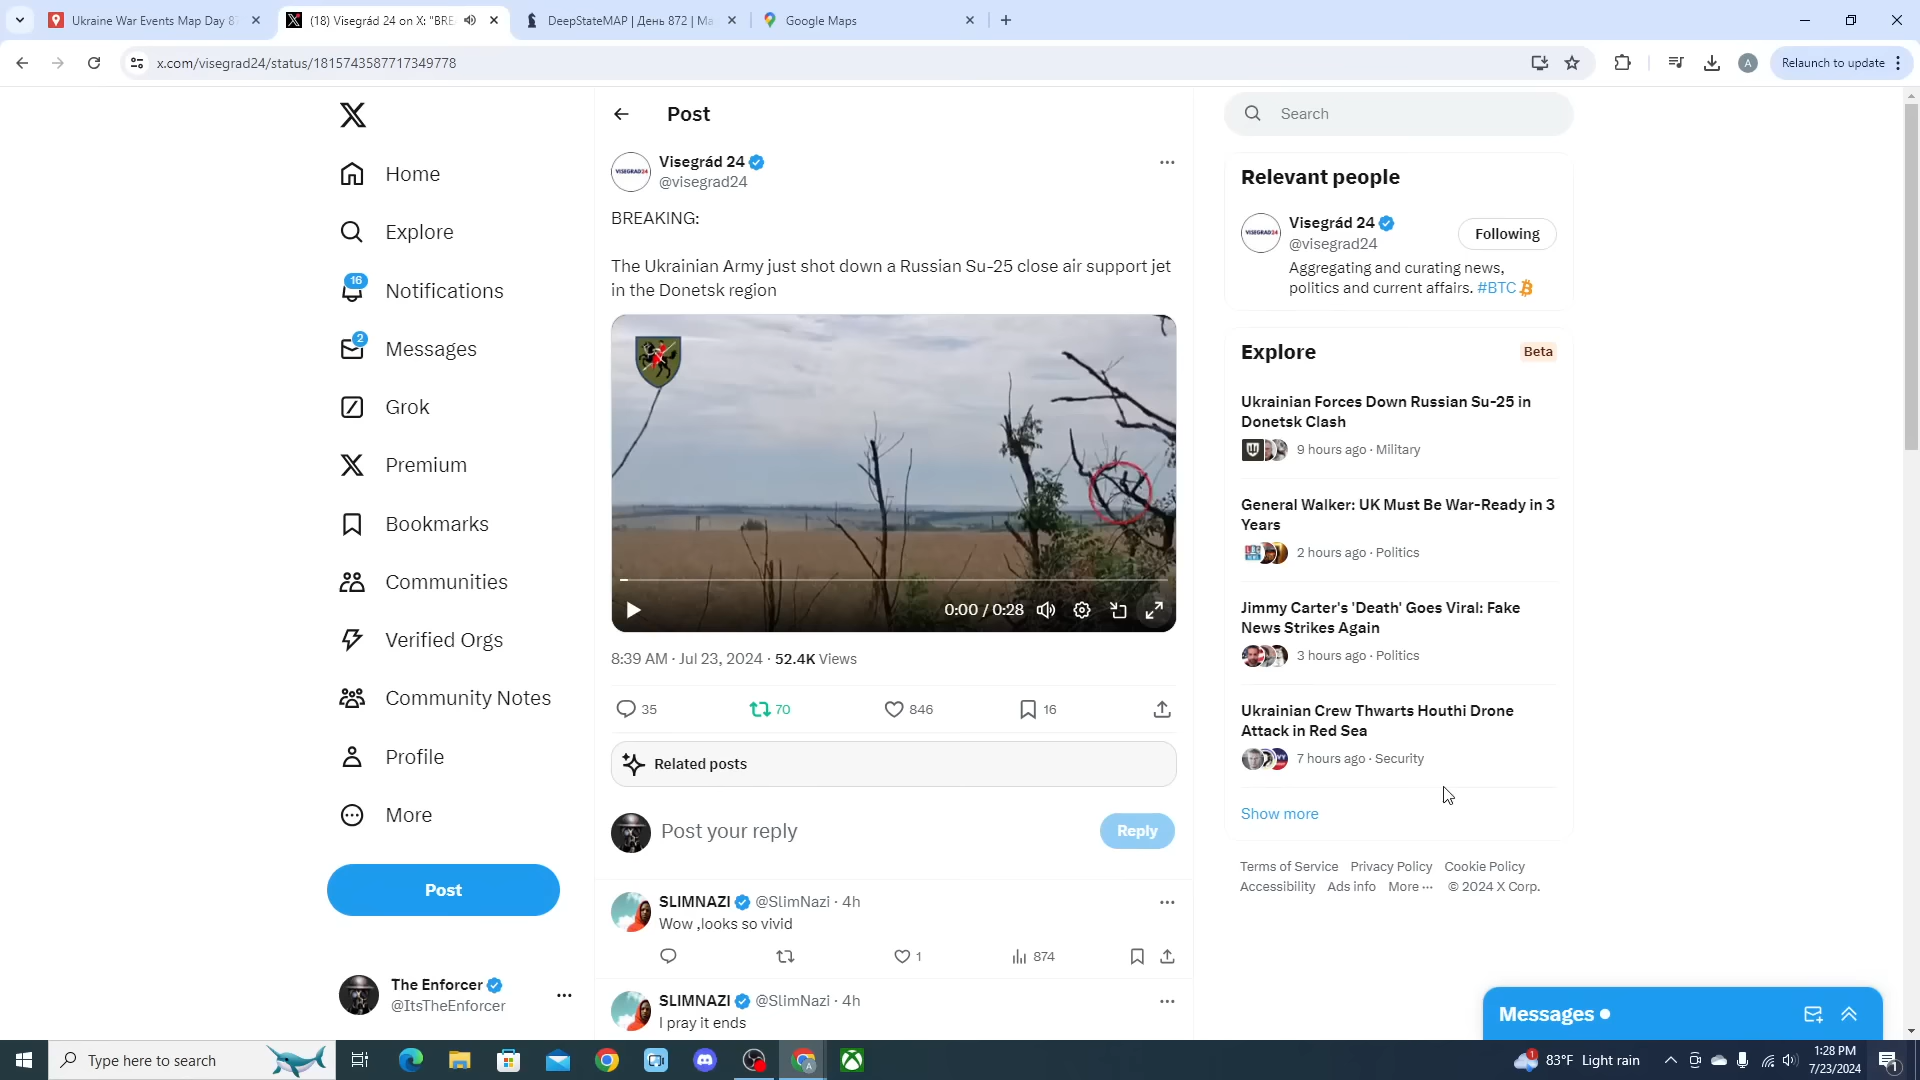 Ukraine War Events Map Day 87
(18) Visegrád 24 on X: "BRE
DeepStateMAP | День 872 | Ма
Google Maps
x.com/visegrad24/status/1815743587717349778
A
Relaunch to update
Home
Explore
16
Notifications
2
Messages
Grok
Premium
Bookmarks
Communities
Verified Orgs
Community Notes
Profile
More
Post
The Enforcer
@ItsTheEnforcer
Post
VISEGRAD24
Visegrád 24
@visegrad24
BREAKING:
The Ukrainian Army just shot down a Russian Su-25 close air support jet
in the Donetsk region
0:00 / 0:28
8:39 AM · Jul 23, 2024 · 52.4K Views
35
70
846
16
Related posts
Post your reply
Reply
SLIMNAZI @SlimNazi · 4h
Wow ,looks so vivid
1
874
SLIMNAZI @SlimNazi · 4h
I pray it ends
Search
Relevant people
VISEGRAD24
Visegrád 24
@visegrad24
Following
Aggregating and curating news,
politics and current affairs. #BTC
Explore
Beta
Ukrainian Forces Down Russian Su-25 in
Donetsk Clash
9 hours ago · Military
General Walker: UK Must Be War-Ready in 3
Years
2 hours ago · Politics
Jimmy Carter's 'Death' Goes Viral: Fake
News Strikes Again
3 hours ago · Politics
Ukrainian Crew Thwarts Houthi Drone
Attack in Red Sea
7 hours ago · Security
Show more
Terms of Service Privacy Policy Cookie Policy
Accessibility Ads info More ··· © 2024 X Corp.
Messages
Type here to search
1
83°F Light rain
1:28 PM
7/23/2024
1